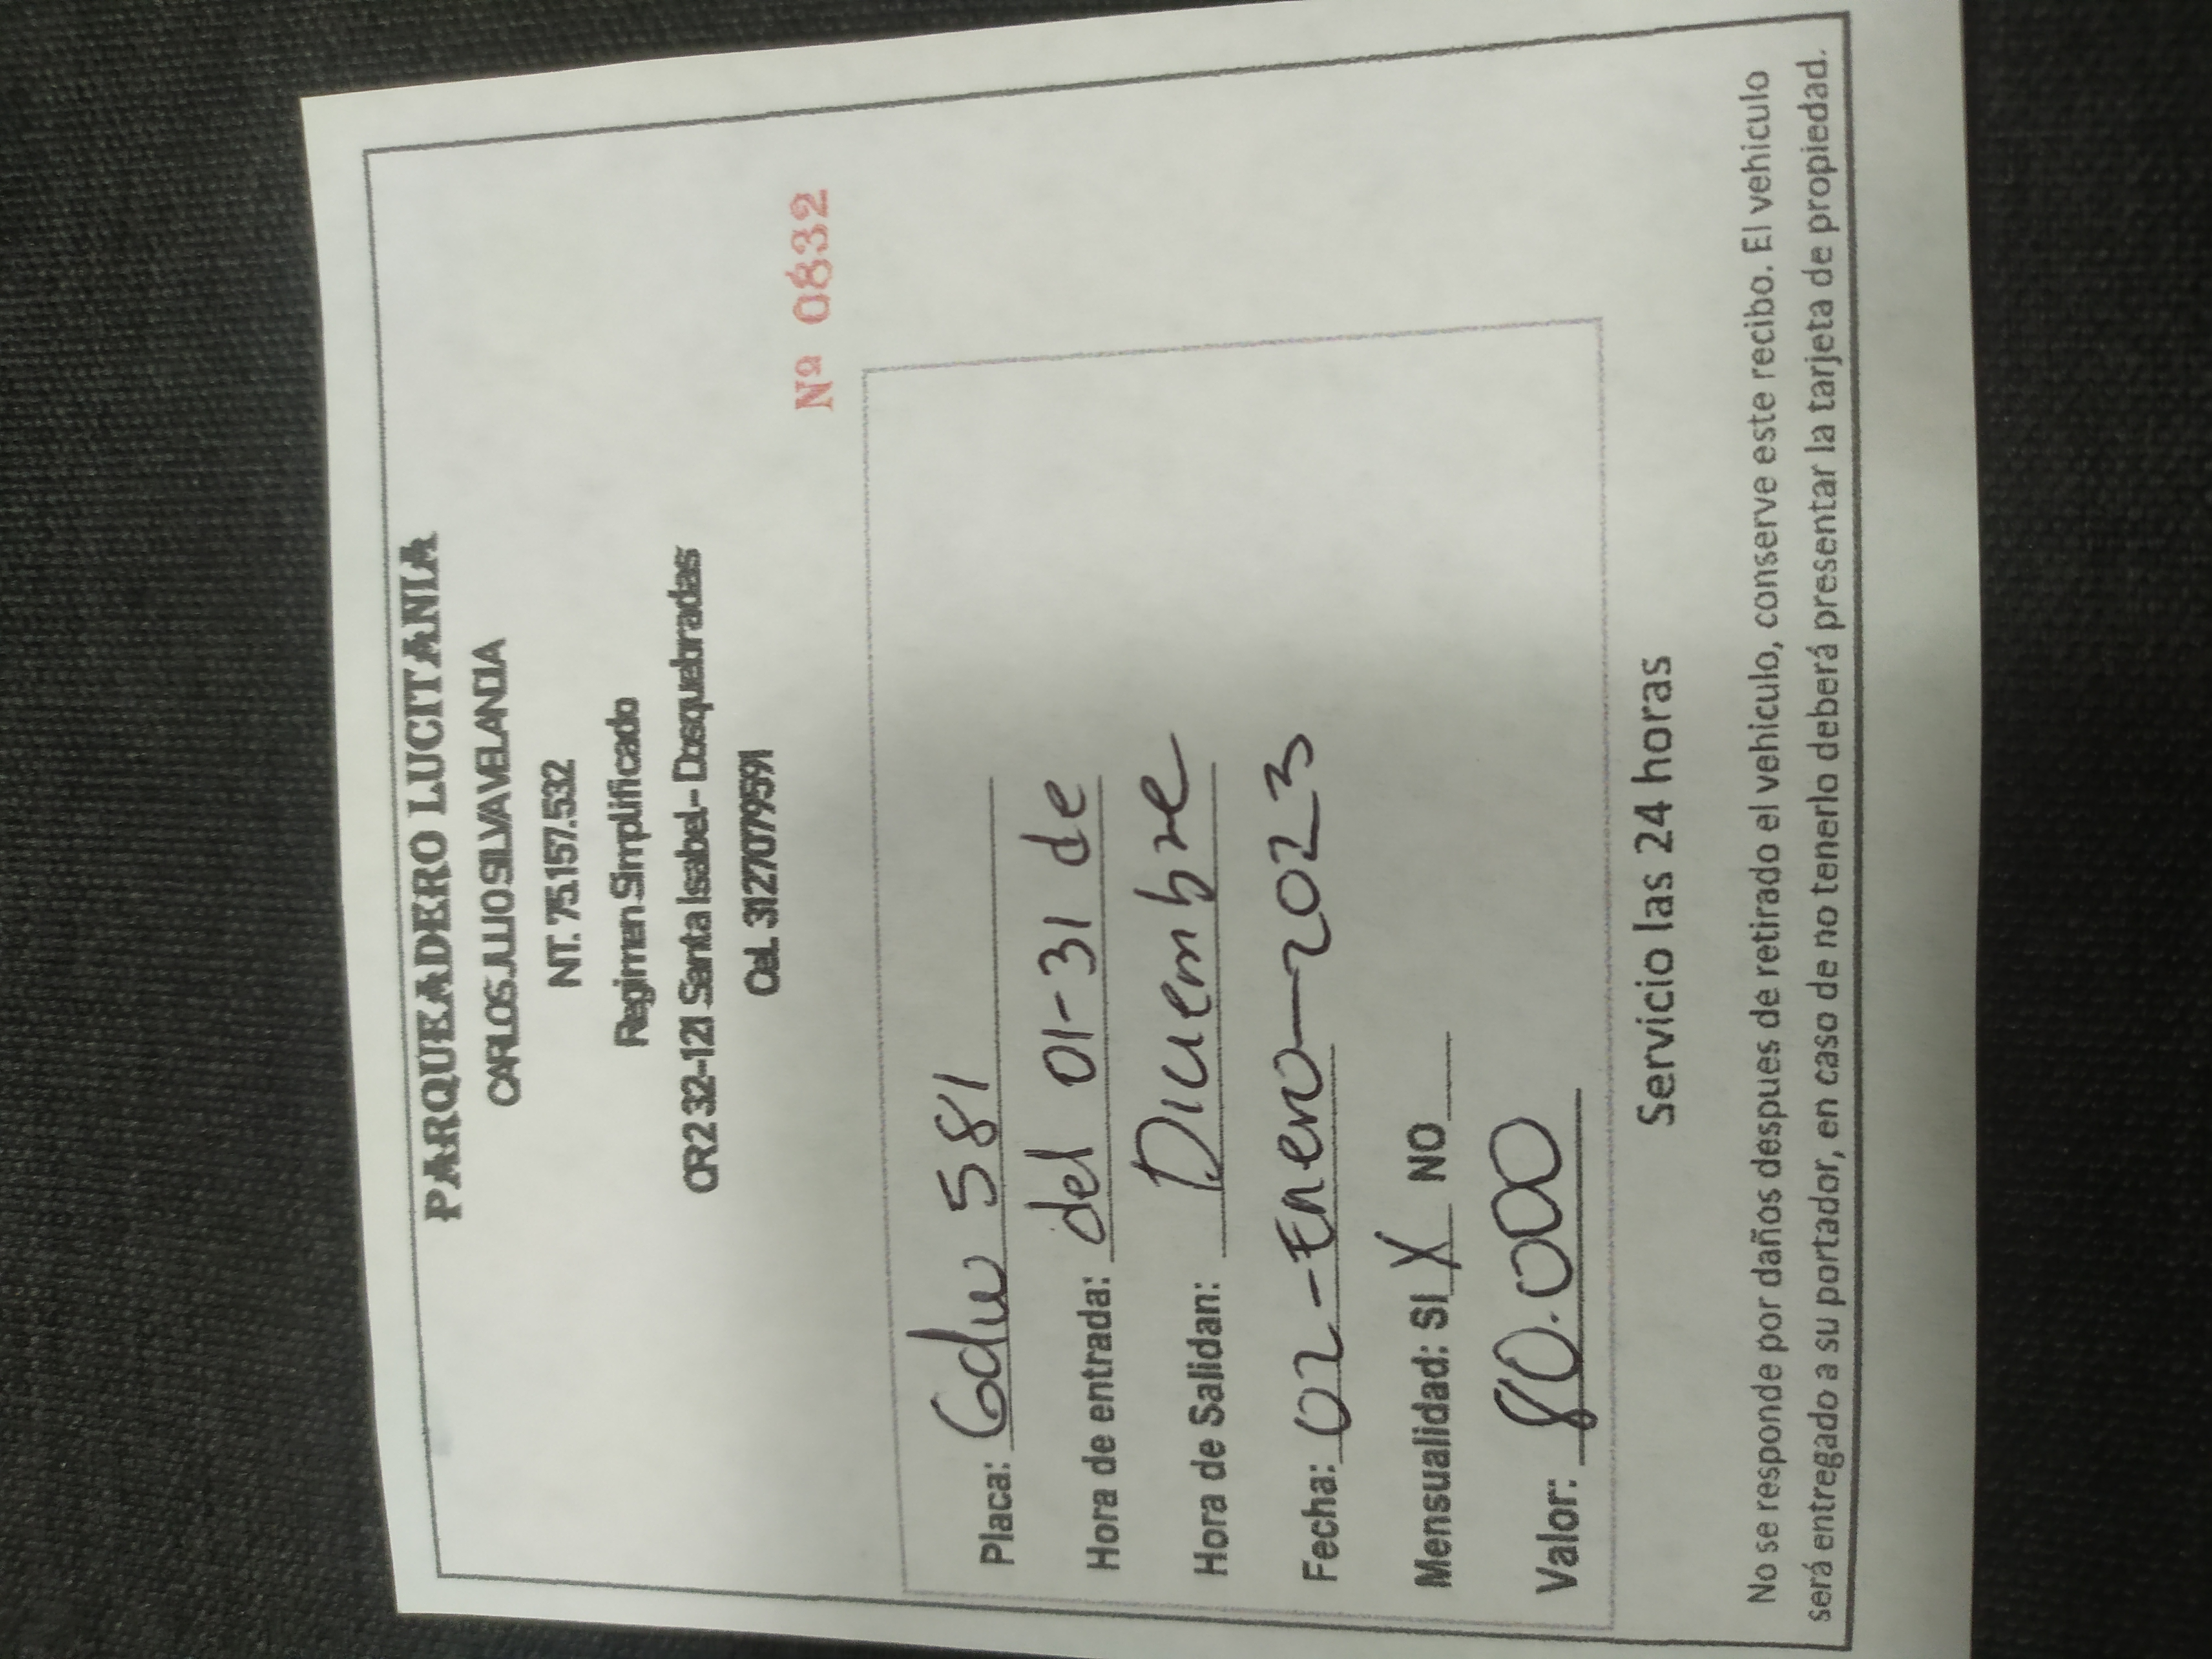 PARQUEADERO LUCITANIA
CARLOS JULIO SILVA VELANDIA
NT. 75.157.532
Regimen Simplificado
CR2 32-121 Santa Isabel - Dosquebradas
Cel. 3127079591
Nº 0832
Placa: Gdw 581
Hora de entrada: del 01-31 de
Hora de Salidan: Diciembre
Fecha: 02-Enero-2023
Mensualidad: SI X NO
Valor: 80.000
Servicio las 24 horas
No se responde por daños despues de retirado el vehiculo, conserve este recibo. El vehiculo
será entregado a su portador, en caso de no tenerlo deberá presentar la tarjeta de propiedad.